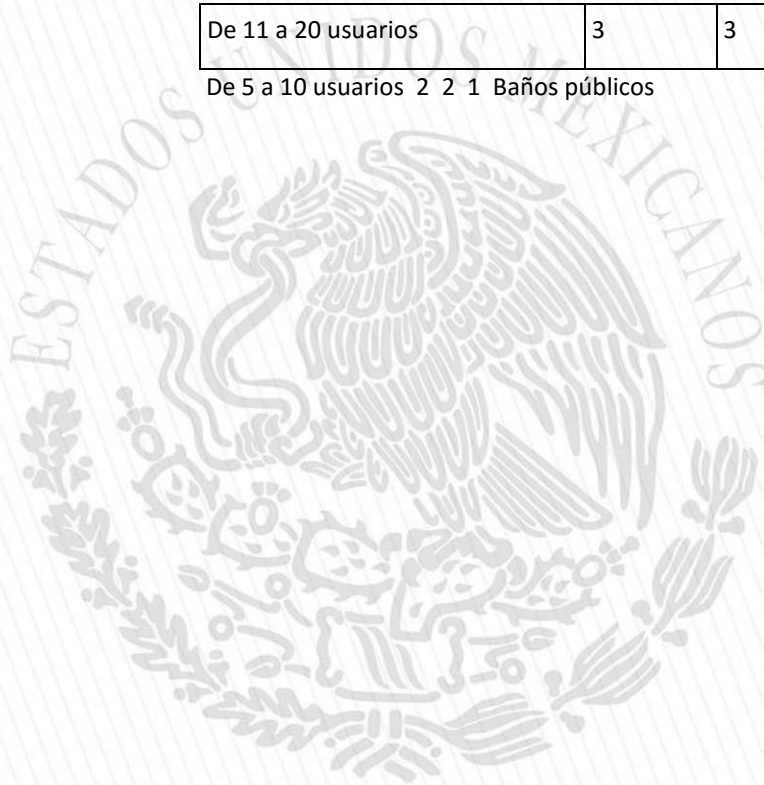 De 11 a 20 usuarios 3 3
De 5 a 10 usuarios 2 2 1 Baños públicos
ESTADOS UNIDOS MEXICANOS